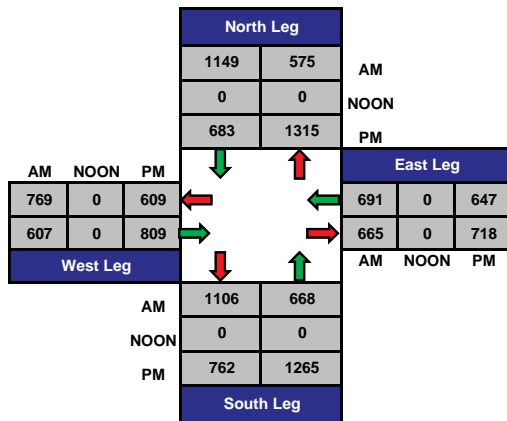 North Leg
1149 575 AM
0 0 NOON
683 1315 PM
AM NOON PM East Leg
769 0 609 691 0 647
607 0 809 665 0 718
West Leg AM NOON PM
AM 1106 668
NOON 0 0
PM 762 1265
South Leg